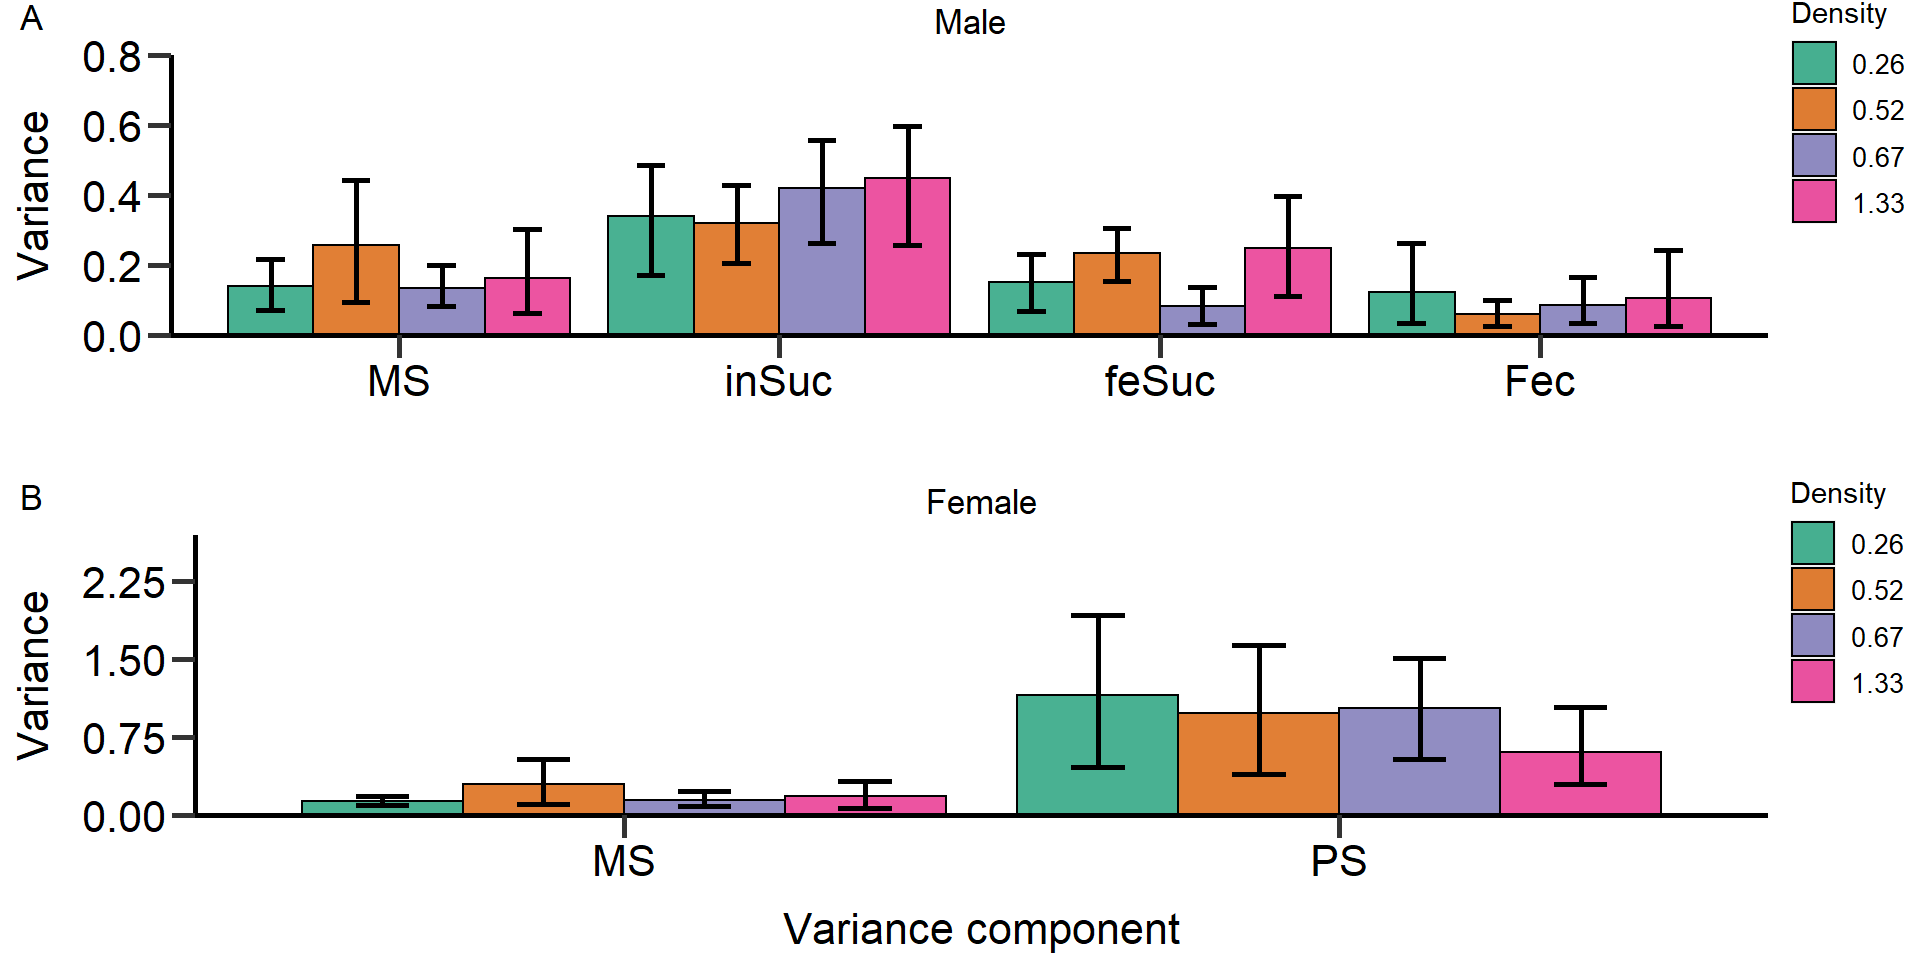 A
Male
Density
0.26
0.52
0.67
1.33
Variance
0.8
0.6
0.4
0.2
0.0
MS inSuc feSuc Fec
B
Female
Density
0.26
0.52
0.67
1.33
Variance
2.25
1.50
0.75
0.00
MS PS
Variance component